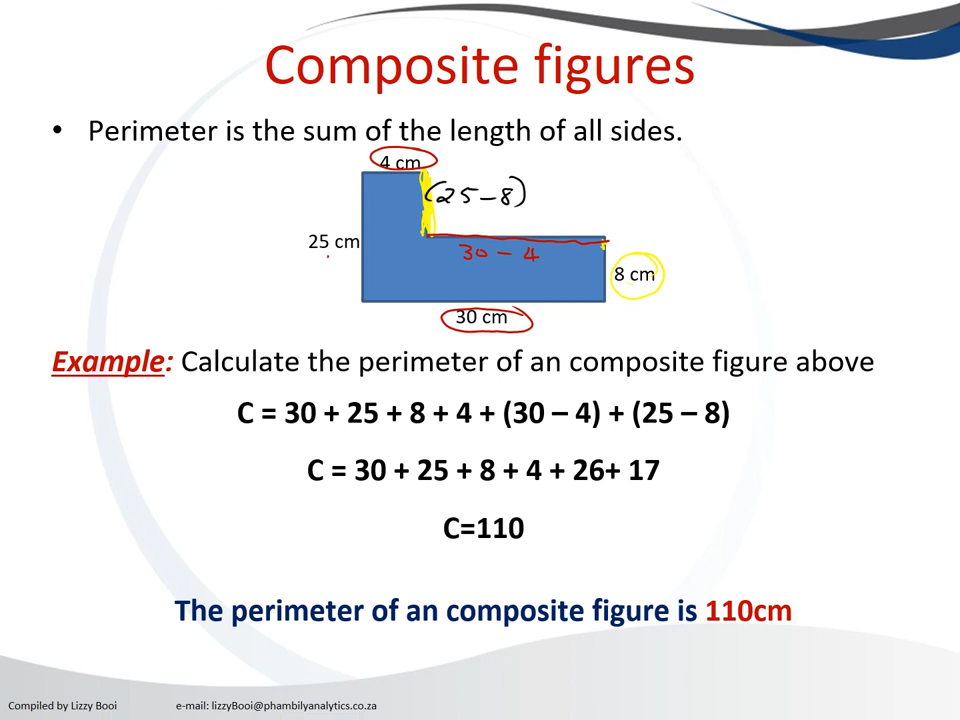 Composite figures
• Perimeter is the sum of the length of all sides.
4 cm
(25 – 8)
25 cm
30 – 4
8 cm
30 cm
Example: Calculate the perimeter of an composite figure above
C = 30 + 25 + 8 + 4 + (30 – 4) + (25 – 8)
C = 30 + 25 + 8 + 4 + 26+ 17
C=110
The perimeter of an composite figure is 110cm
Compiled by Lizzy Booi e-mail: lizzyBooi@phambilyanalytics.co.za